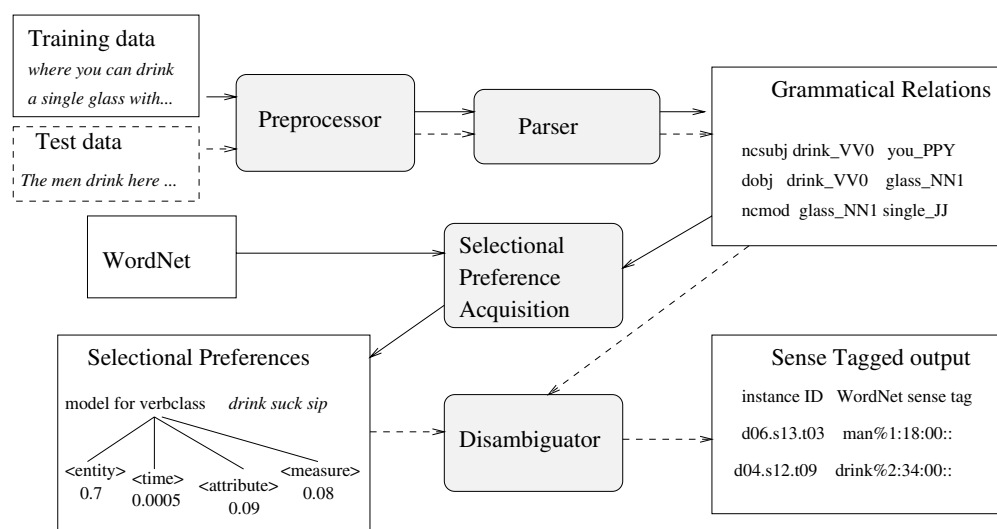 Training data
where you can drink
a single glass with...
Test data
The men drink here ...
Preprocessor
Parser
Grammatical Relations
ncsubj drink_VV0 you_PPY
dobj drink_VV0 glass_NN1
ncmod glass_NN1 single_JJ
WordNet
Selectional
Preference
Acquisition
Selectional Preferences
model for verbclass drink suck sip
<entity> <time> <attribute> <measure>
0.7 0.0005 0.09 0.08
Disambiguator
Sense Tagged output
instance ID WordNet sense tag
d06.s13.t03 man%1:18:00::
d04.s12.t09 drink%2:34:00::